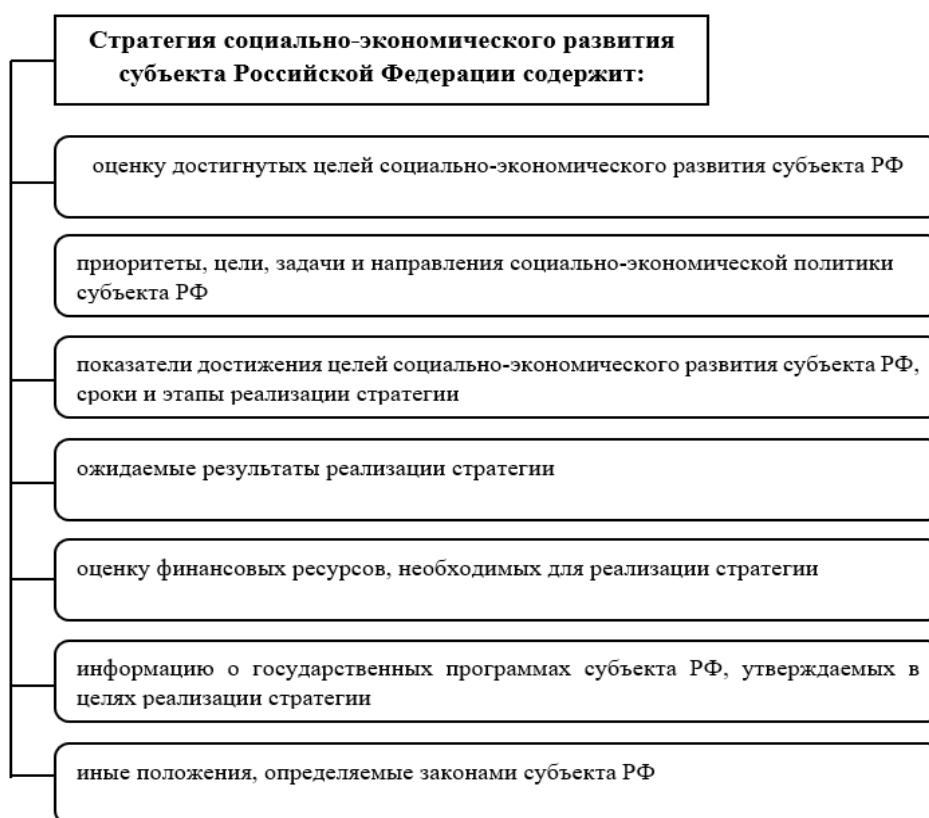 Стратегия социально-экономического развития
субъекта Российской Федерации содержит:
оценку достигнутых целей социально-экономического развития субъекта РФ
приоритеты, цели, задачи и направления социально-экономической политики
субъекта РФ
показатели достижения целей социально-экономического развития субъекта РФ,
сроки и этапы реализации стратегии
ожидаемые результаты реализации стратегии
оценку финансовых ресурсов, необходимых для реализации стратегии
информацию о государственных программах субъекта РФ, утверждаемых в
целях реализации стратегии
иные положения, определяемые законами субъекта РФ